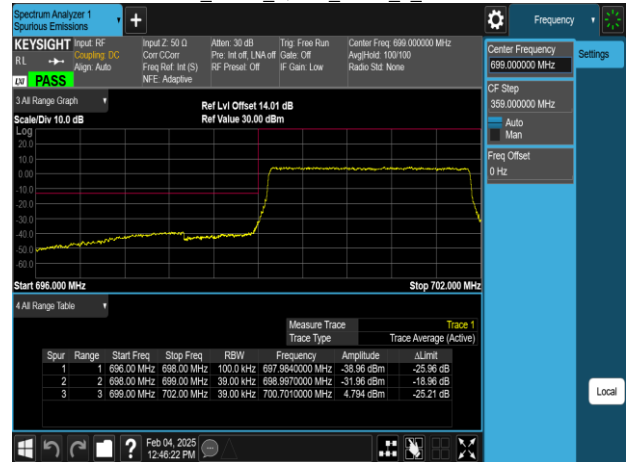 Spectrum Analyzer 1
Spurious Emissions
Frequency
KEYSIGHT Input: RF Input Z: 50 Ω Atten: 30 dB Trig: Free Run Center Freq: 699.000000 MHz
RL Coupling: DC Corr CCorr Pre: Int off, LNA off Gate: Off Avg|Hold: 100/100
Align: Auto Freq Ref: Int (S) RF Preset: Off IF Gain: Low Radio Std: None
LXI PASS NFE: Adaptive
Center Frequency
699.000000 MHz
Settings
CF Step
359.000000 MHz
Auto
Man
Freq Offset
0 Hz
3 All Range Graph
Ref Lvl Offset 14.01 dB
Scale/Div 10.0 dB Ref Value 30.00 dBm
Log
20.0
10.0
0.00
-10.0
-20.0
-30.0
-40.0
-50.0
-60.0
Start 696.000 MHz Stop 702.000 MHz
4 All Range Table
Measure Trace Trace 1
Trace Type Trace Average (Active)
Spur Range Start Freq Stop Freq RBW Frequency Amplitude ΔLimit
1 1 696.00 MHz 698.00 MHz 100.0 kHz 697.9840000 MHz -38.96 dBm -25.96 dB
2 2 698.00 MHz 699.00 MHz 39.00 kHz 698.9970000 MHz -31.96 dBm -18.96 dB
3 3 699.00 MHz 702.00 MHz 39.00 kHz 700.7010000 MHz 4.794 dBm -25.21 dB
Local
Feb 04, 2025
12:46:22 PM